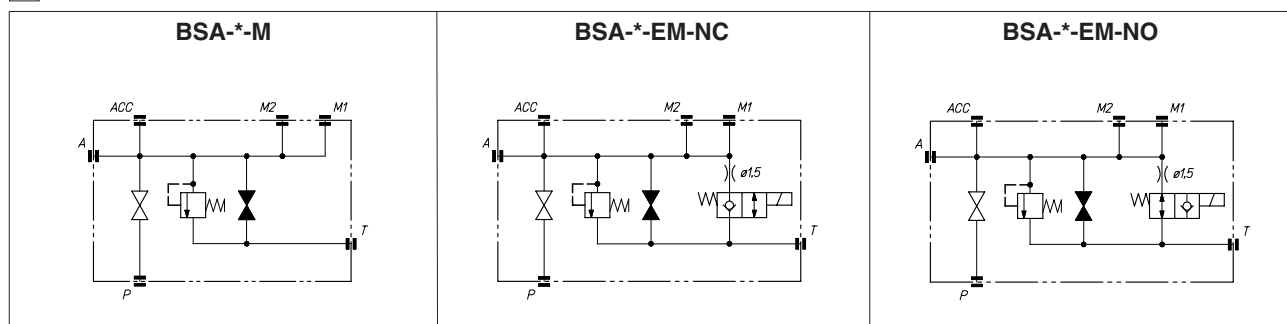 BSA-*-M
ACC
M2
M1
A
P
T
BSA-*-EM-NC
ACC
M2
M1
A
ø1,5
P
T
BSA-*-EM-NO
ACC
M2
M1
A
ø1,5
P
T